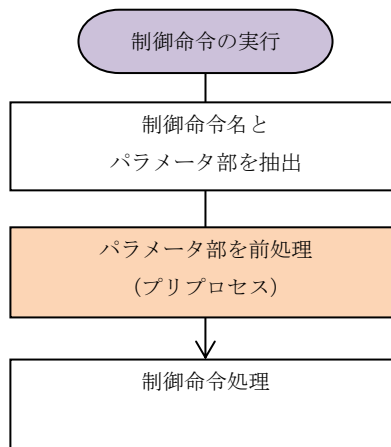 制御命令の実行
制御命令名と
パラメータ部を抽出
パラメータ部を前処理
（プリプロセス）
制御命令処理